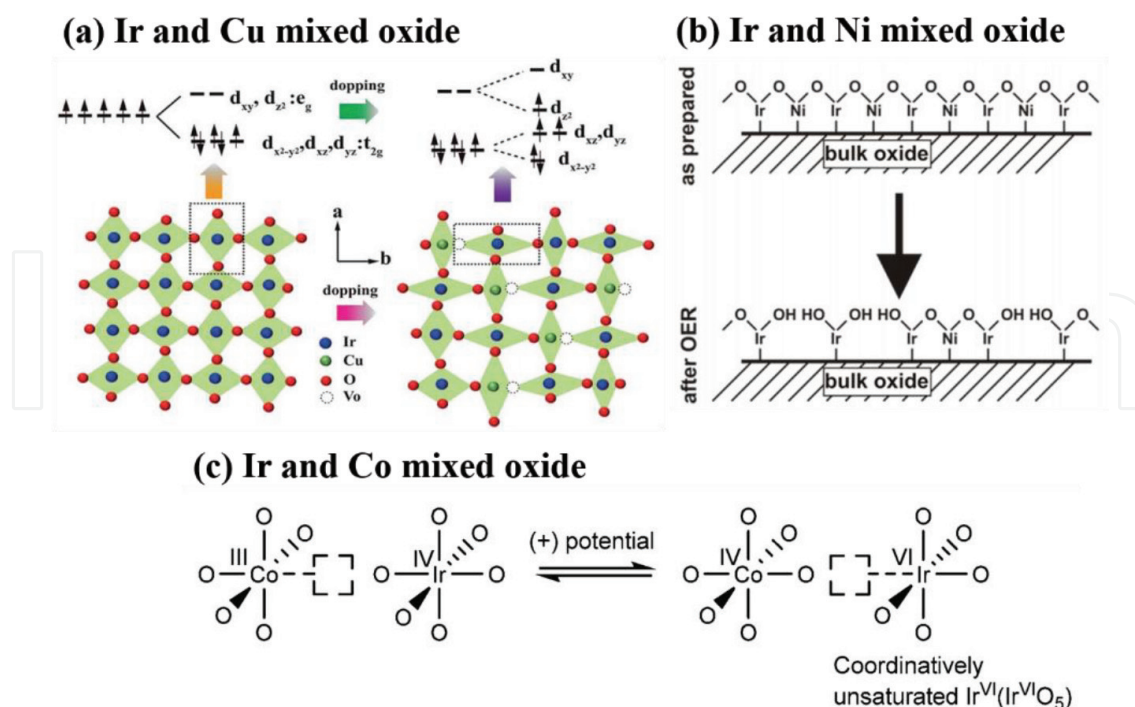 (a) Ir and Cu mixed oxide
dxy
dopping
dxy, dz²:eg
dz²
dxz,dyz
dx²-y²,dxz,dyz:t2g
dx²-y²
a
b
dopping
Ir
Cu
O
Vo
(b) Ir and Ni mixed oxide
as prepared
O O O O O O O O O
Ir Ni Ir Ni Ir Ni Ir Ni Ir
bulk oxide
after OER
O OH HO OH HO O O OH HO O
Ir Ir Ir Ni Ir Ir
bulk oxide
(c) Ir and Co mixed oxide
O O O O
III IV (+) potential IV VI
O Co O Ir O O Co O Ir O
O O O O
O O O O
Coordinatively
unsaturated IrVI(IrVIO5)